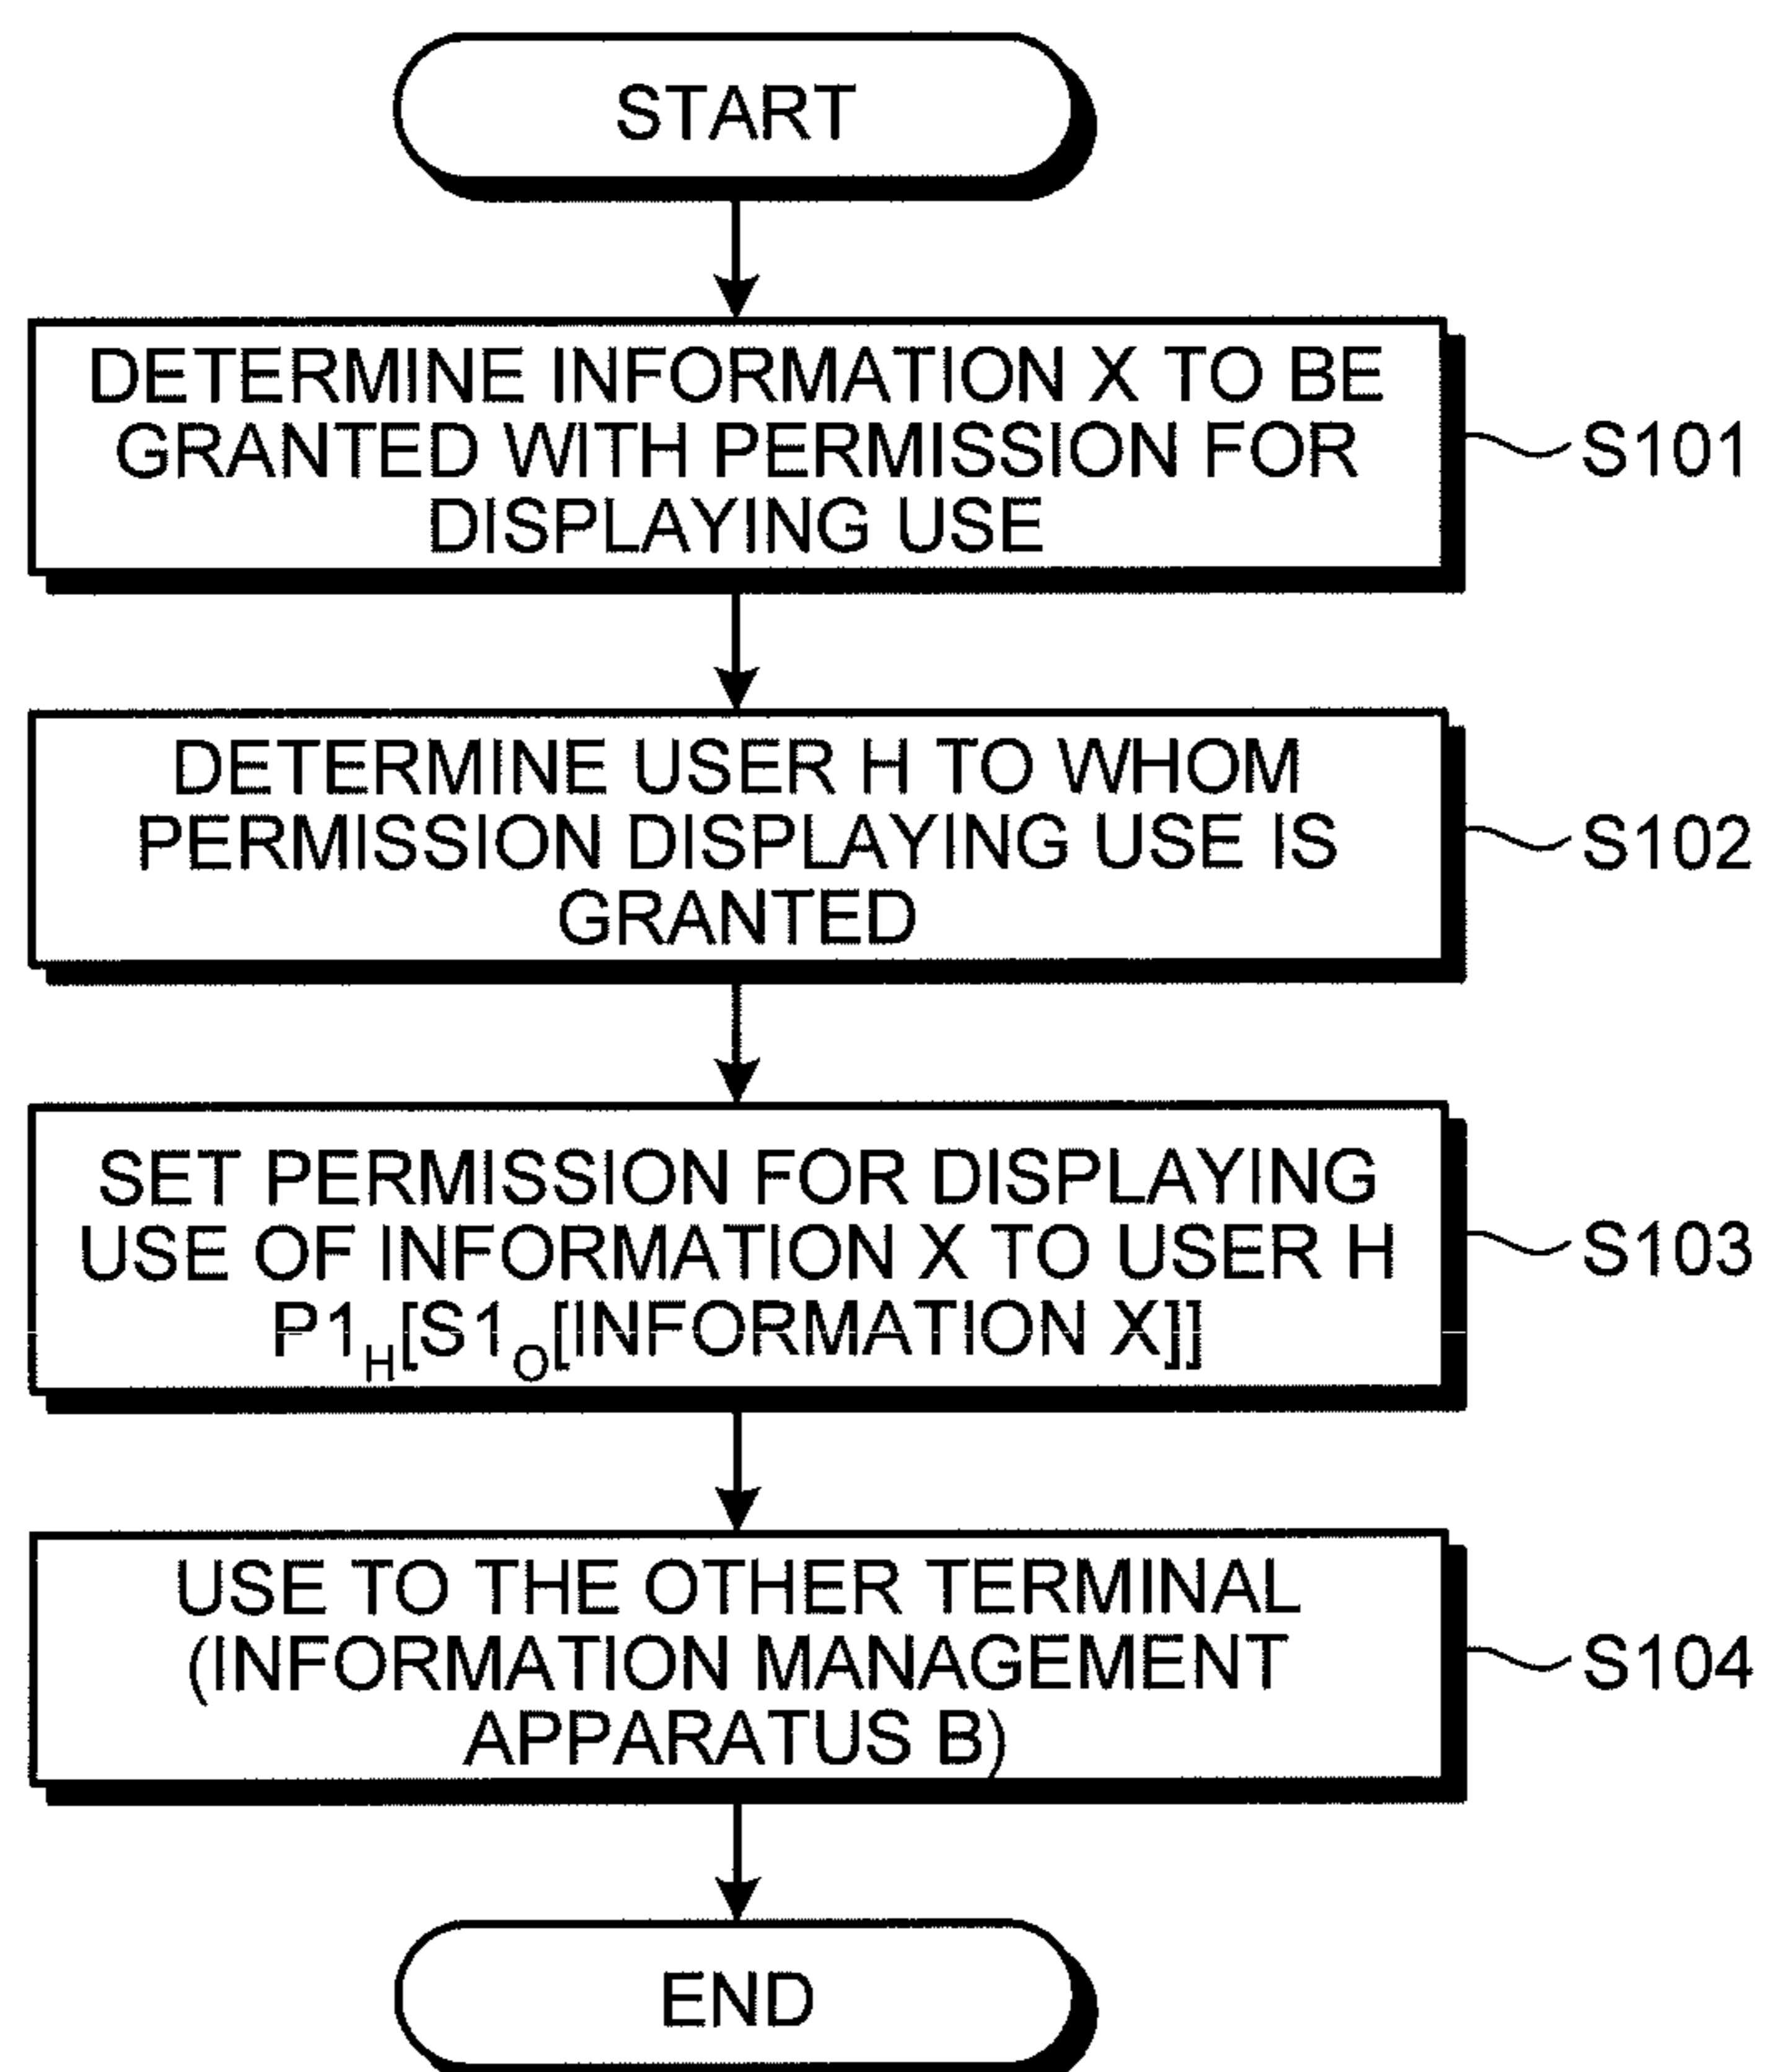 START
DETERMINE INFORMATION X TO BE
GRANTED WITH PERMISSION FOR
DISPLAYING USE
S101
DETERMINE USER H TO WHOM
PERMISSION DISPLAYING USE IS
GRANTED
S102
SET PERMISSION FOR DISPLAYING
USE OF INFORMATION X TO USER H
P1H[S1O[INFORMATION X]]
S103
USE TO THE OTHER TERMINAL
(INFORMATION MANAGEMENT
APPARATUS B)
S104
END